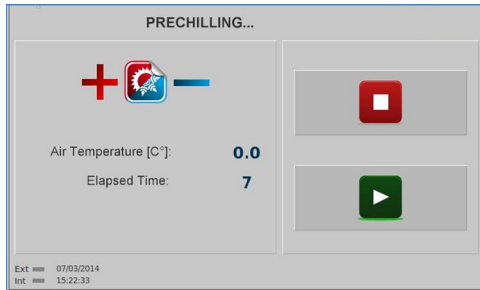 PRECHILLING...
Air Temperature [C°]: 0.0
Elapsed Time: 7
Ext 07/03/2014
Int 15:22:33